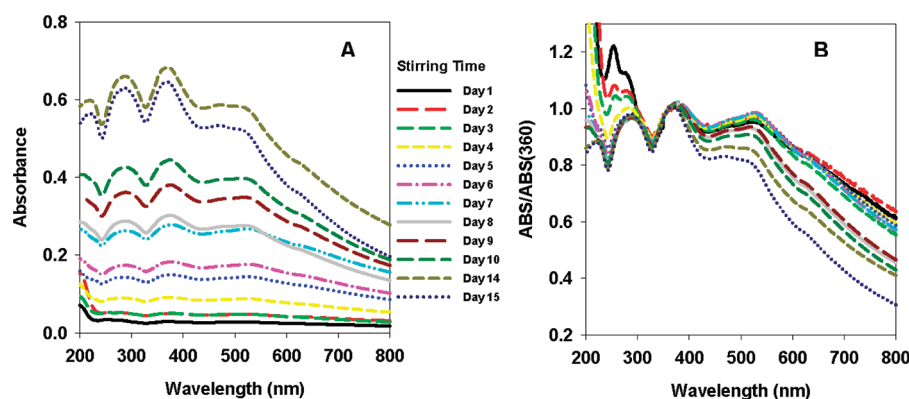 0.8
0.6
0.4
0.2
0.0
Absorbance
A
200 300 400 500 600 700 800
Wavelength (nm)
Stirring Time
Day 1
Day 2
Day 3
Day 4
Day 5
Day 6
Day 7
Day 8
Day 9
Day 10
Day 14
Day 15
1.2
1.0
0.8
0.6
0.4
0.2
ABS/ABS(360)
B
200 300 400 500 600 700 800
Wavelength (nm)